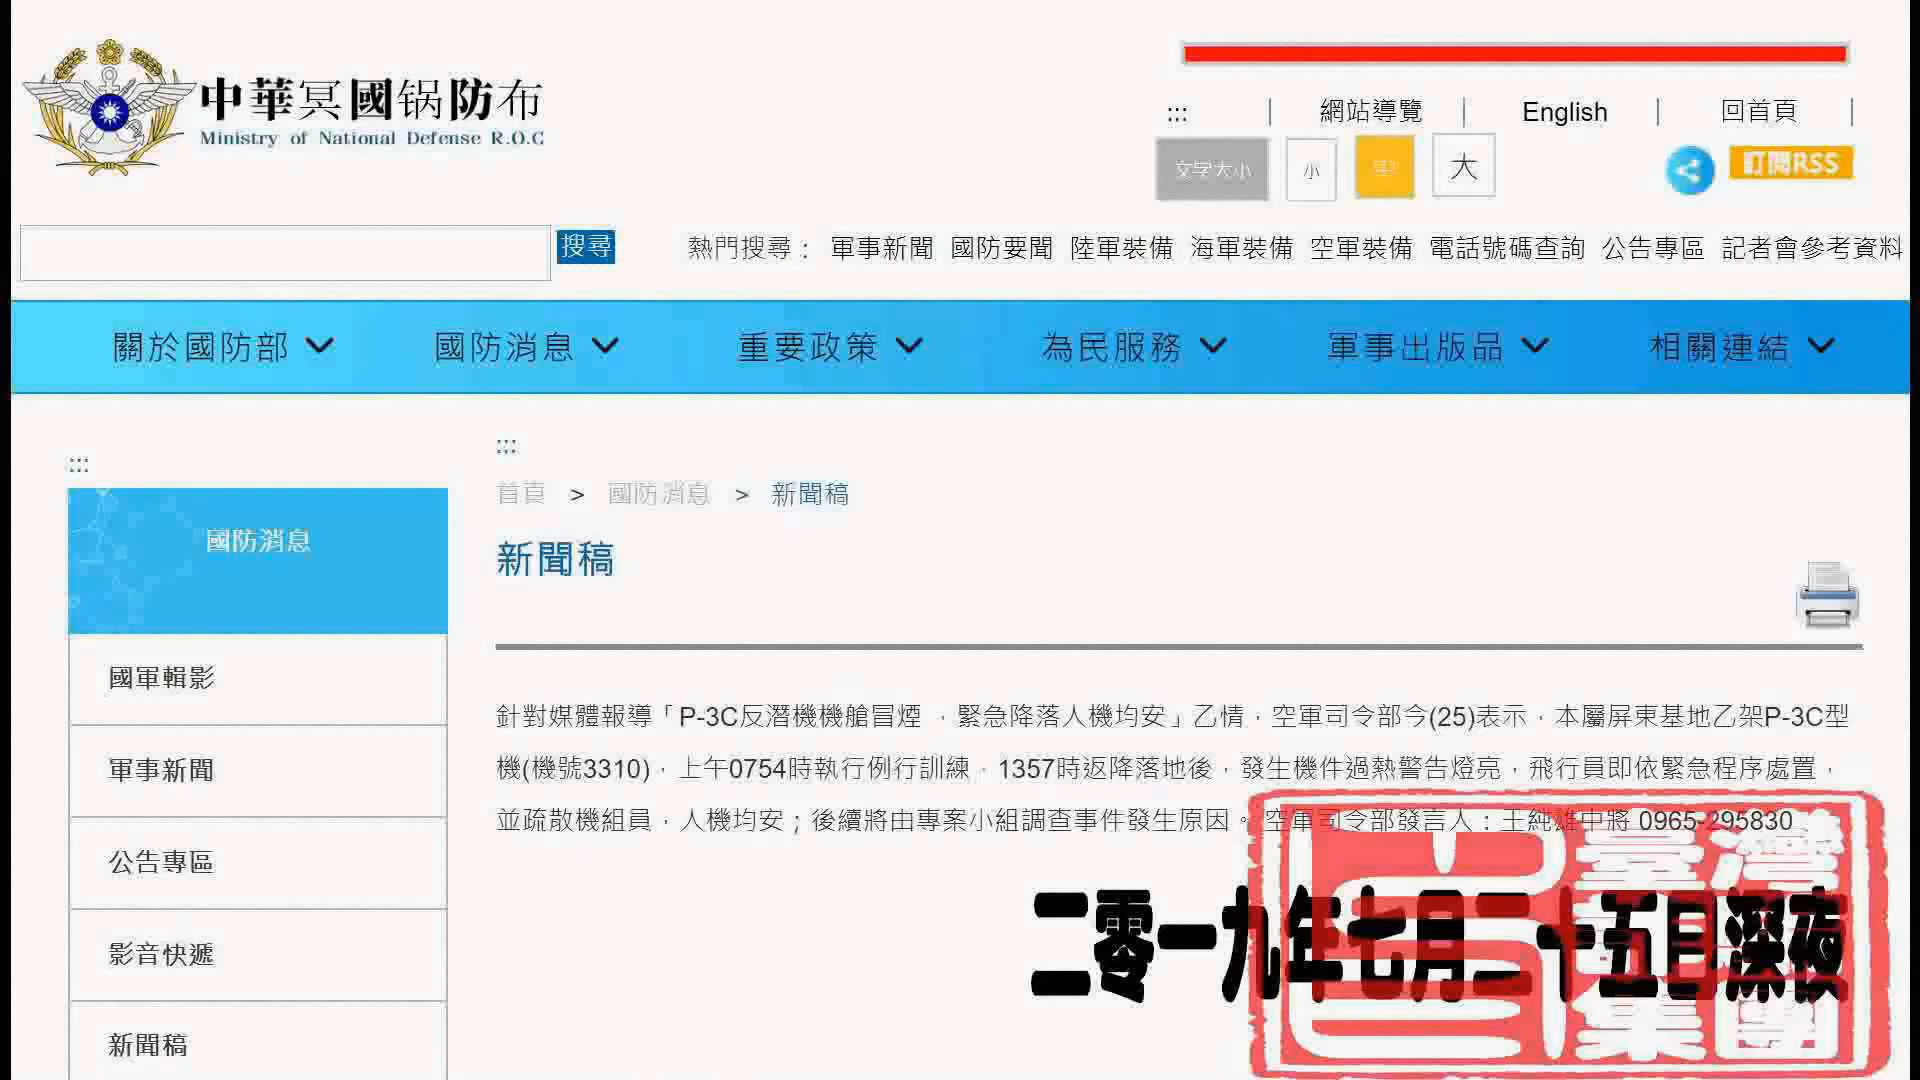 中華冥國锅防布
Ministry of National Defense R.O.C
:::
網站導覽
English
回首頁
文字大小
小
大
訂閱RSS
搜尋
熱門搜尋： 軍事新聞 國防要聞 陸軍裝備 海軍裝備 空軍裝備 電話號碼查詢 公告專區 記者會參考資料
關於國防部
國防消息
重要政策
為民服務
軍事出版品
相關連結
:::
國防消息
國軍輯影
軍事新聞
公告專區
影音快遞
新聞稿
:::
首頁 > 國防消息 > 新聞稿
新聞稿
針對媒體報導「P-3C反潛機機艙冒煙 ，緊急降落人機均安」乙情，空軍司令部今(25)表示，本屬屏東基地乙架P-3C型
機(機號3310)，上午0754時執行例行訓練，1357時返降落地後，發生機件過熱警告燈亮，飛行員即依緊急程序處置，
並疏散機組員，人機均安；後續將由專案小組調查事件發生原因。 空軍司令部發言人：王純雄中將 0965-295830
二零一九年七月二十五日深夜
臺灣
集團